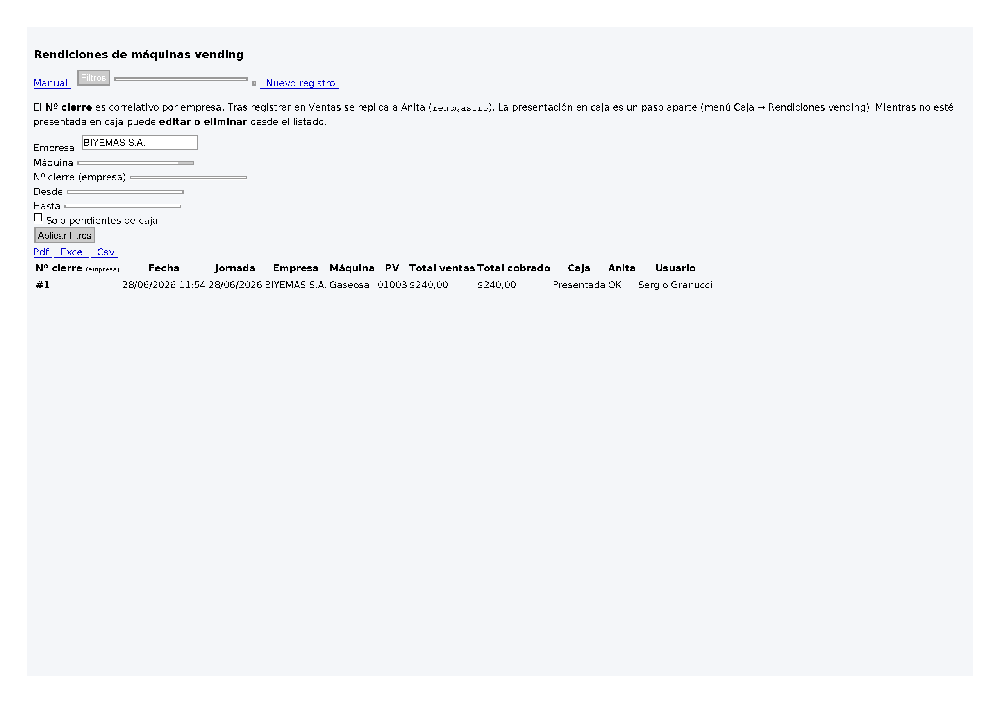 Rendiciones de máquinas vending
Manual Filtros Nuevo registro
El Nº cierre es correlativo por empresa. Tras registrar en Ventas se replica a Anita (rendgastro). La presentación en caja es un paso aparte (menú Caja → Rendiciones vending). Mientras no esté
presentada en caja puede editar o eliminar desde el listado.
Empresa BIYEMAS S.A.
Máquina
Nº cierre (empresa)
Desde
Hasta
Solo pendientes de caja
Aplicar filtros
Pdf Excel Csv
Nº cierre (empresa) Fecha Jornada Empresa Máquina PV Total ventas Total cobrado Caja Anita Usuario
#1 28/06/2026 11:54 28/06/2026 BIYEMAS S.A. Gaseosa 01003 $240,00 $240,00 Presentada OK Sergio Granucci